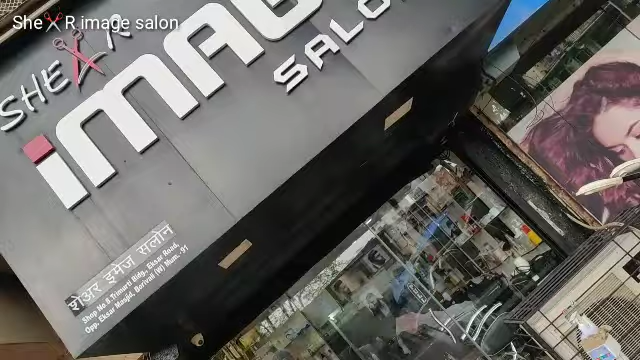 She✂R image salon
SHE✂R
iMAG
SALO
शेअर इमेज सलोन
Shop No 8 Trimurti Bldg, Eksar Road,
Opp. Eksar Masjid, Borivali (W) Mum.-91